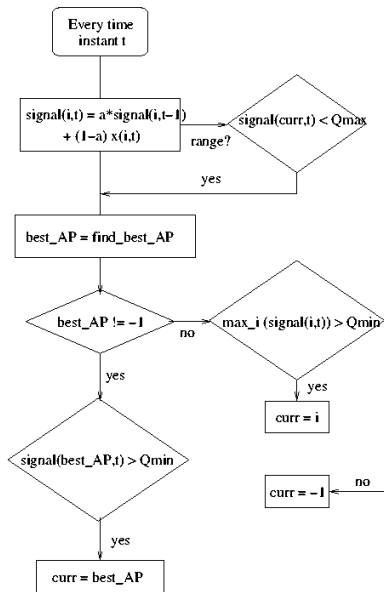 Every time
instant t
signal(i,t) = a*signal(i,t-1)
+ (1-a) x(i,t)
range?
signal(curr,t) < Qmax
yes
best_AP = find_best_AP
best_AP != -1
no
max_i (signal(i,t)) > Qmin
yes
yes
curr = i
signal(best_AP,t) > Qmin
curr = -1
no
yes
curr = best_AP